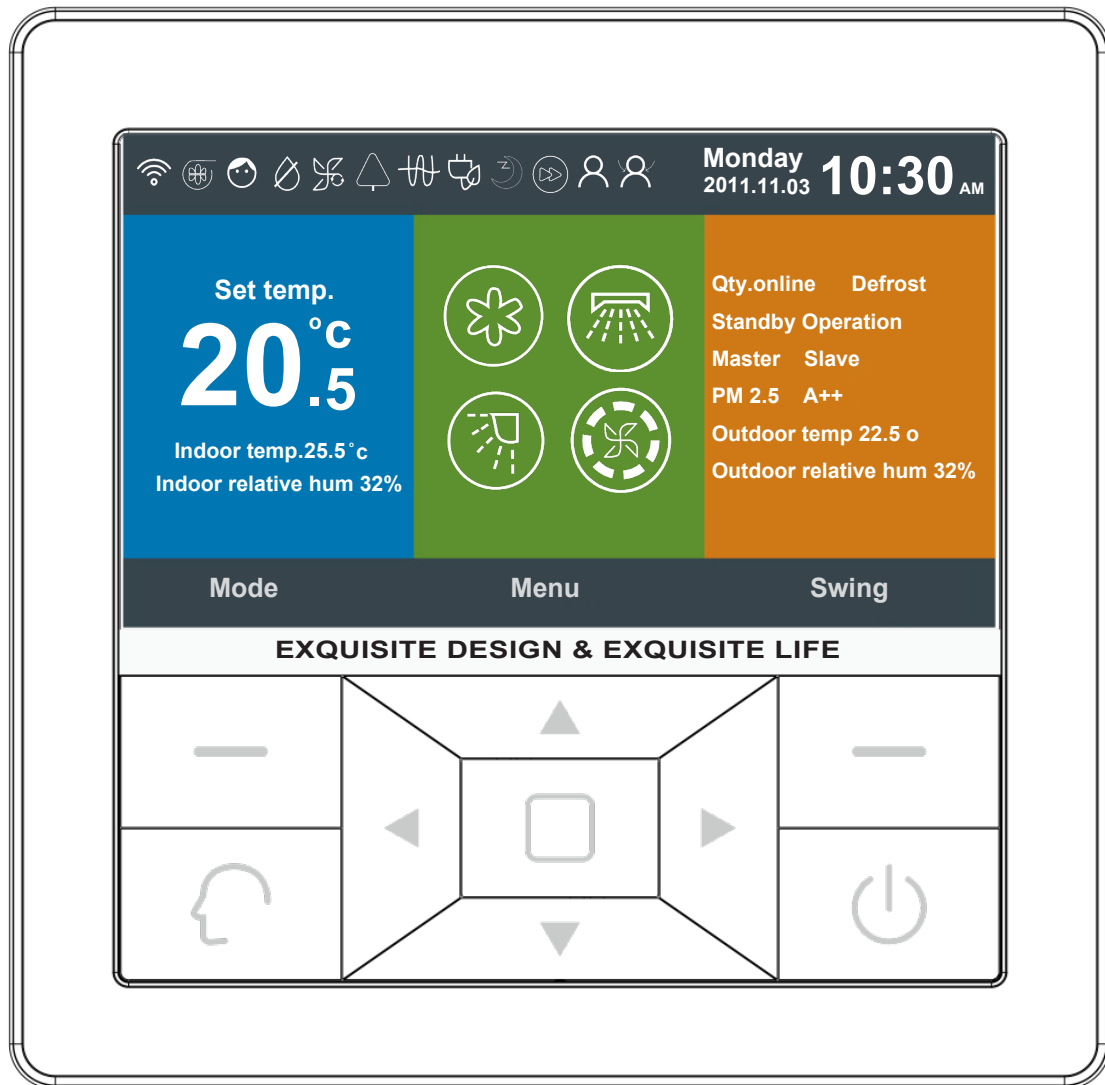 Monday
2011.11.03 10:30 AM
Set temp.
20.5 °c
Indoor temp.25.5°c
Indoor relative hum 32%
Qty.online Defrost
Standby Operation
Master Slave
PM 2.5 A++
Outdoor temp 22.5 o
Outdoor relative hum 32%
Mode Menu Swing
EXQUISITE DESIGN & EXQUISITE LIFE